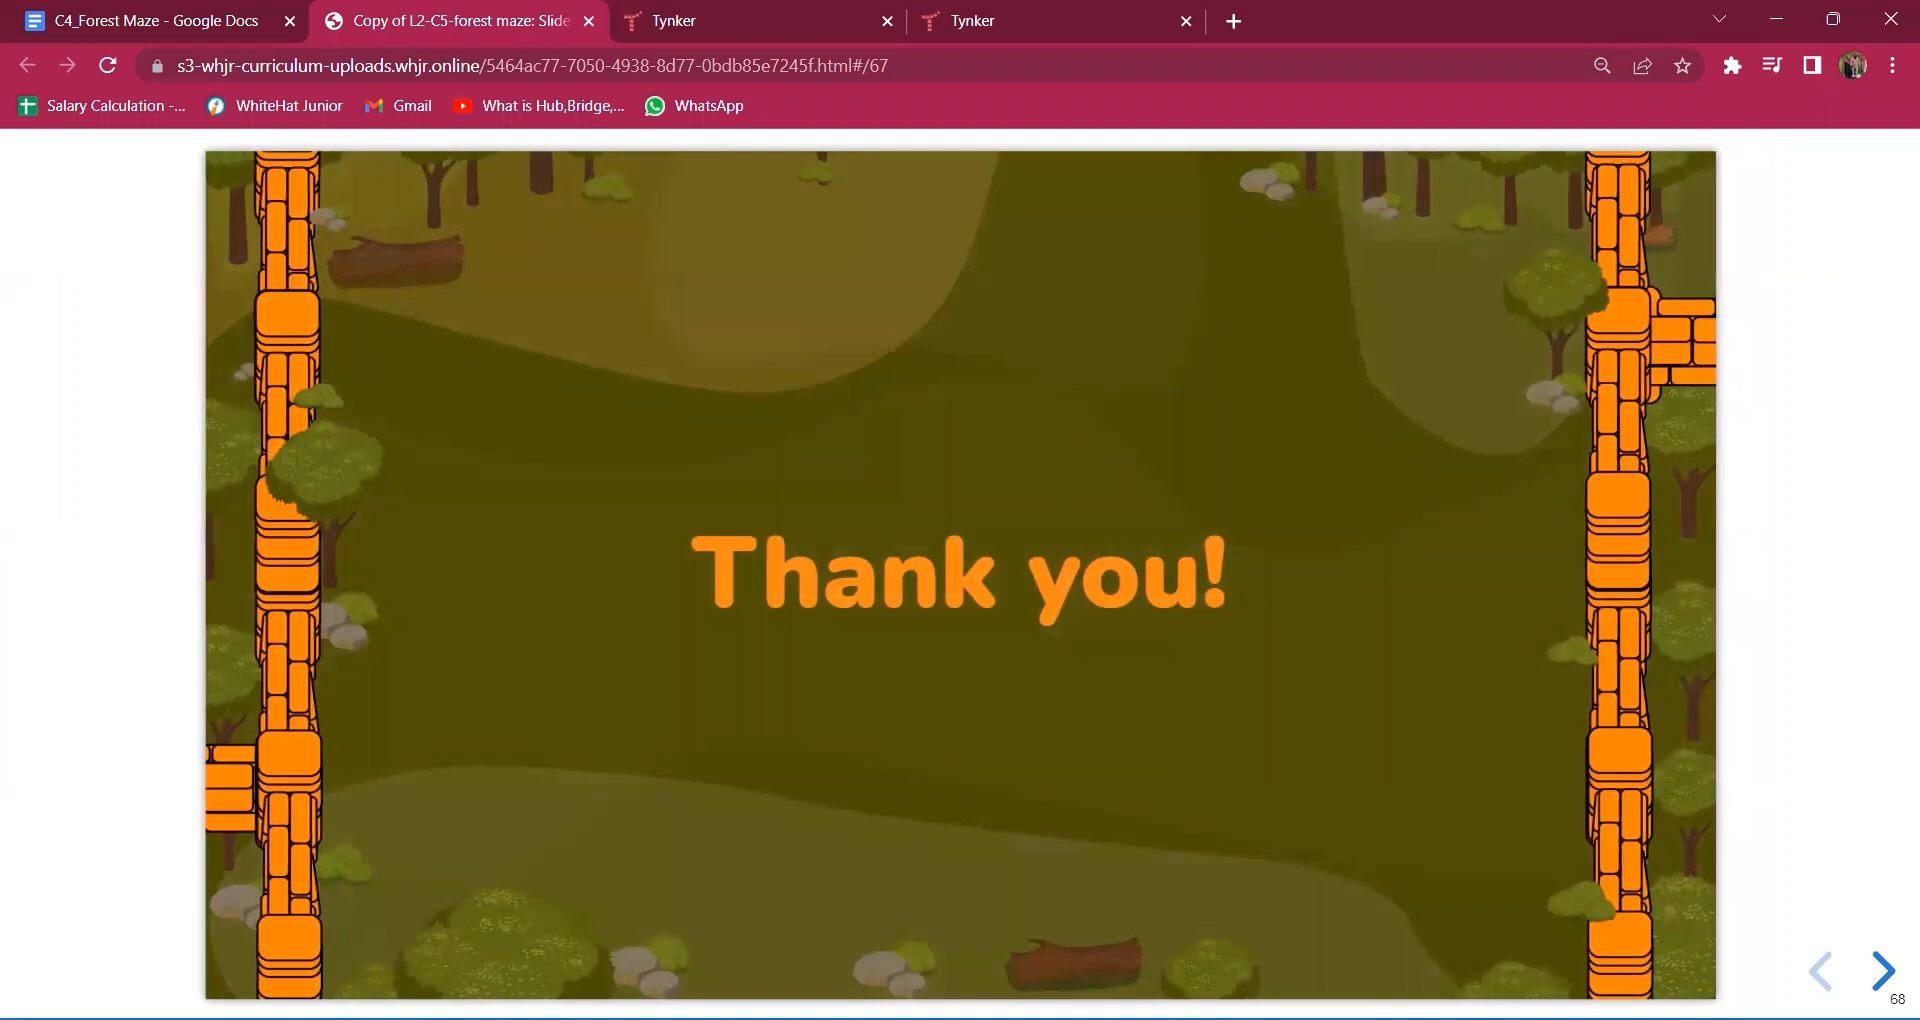 C4_Forest Maze - Google Docs
Copy of L2-C5-forest maze: Slide
Tynker
Tynker
s3-whjr-curriculum-uploads.whjr.online/5464ac77-7050-4938-8d77-0bdb85e7245f.html#/67
Salary Calculation -...
WhiteHat Junior
Gmail
What is Hub,Bridge,...
WhatsApp
Thank you!
68